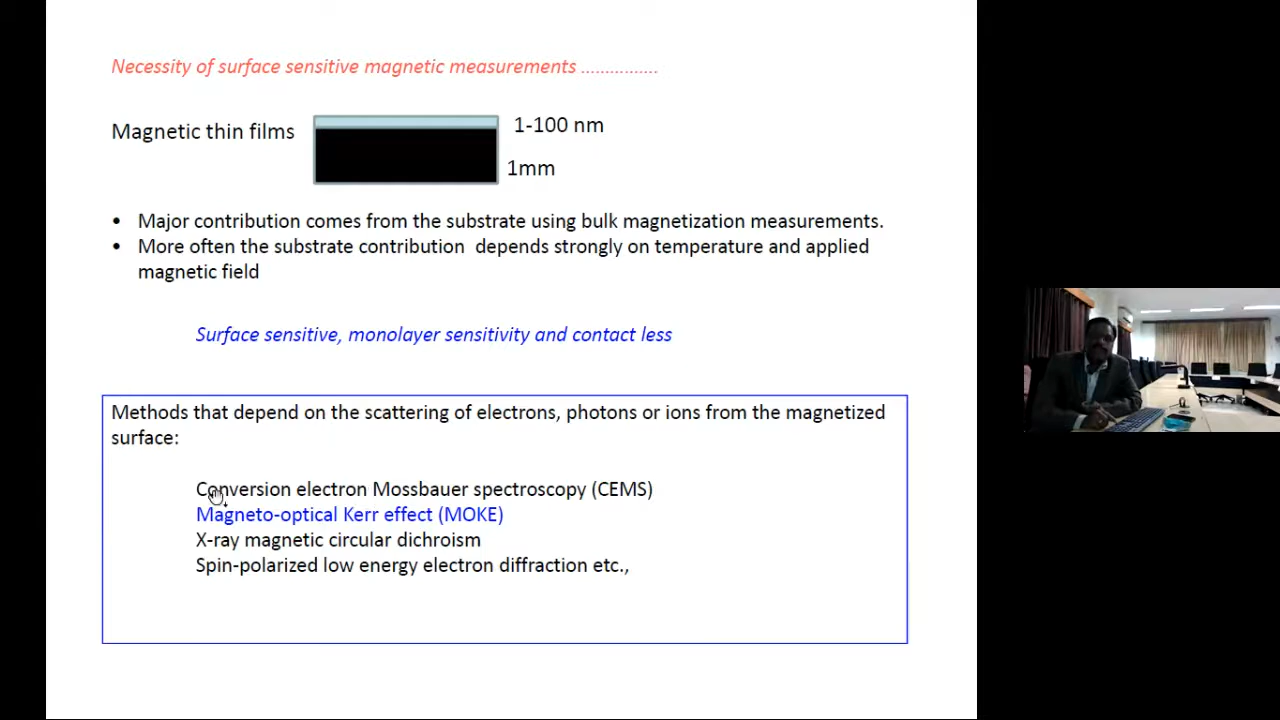 Necessity of surface sensitive magnetic measurements ...............
Magnetic thin films
1-100 nm
1mm
• Major contribution comes from the substrate using bulk magnetization measurements.
• More often the substrate contribution depends strongly on temperature and applied
magnetic field
Surface sensitive, monolayer sensitivity and contact less
Methods that depend on the scattering of electrons, photons or ions from the magnetized
surface:
Conversion electron Mossbauer spectroscopy (CEMS)
Magneto-optical Kerr effect (MOKE)
X-ray magnetic circular dichroism
Spin-polarized low energy electron diffraction etc.,